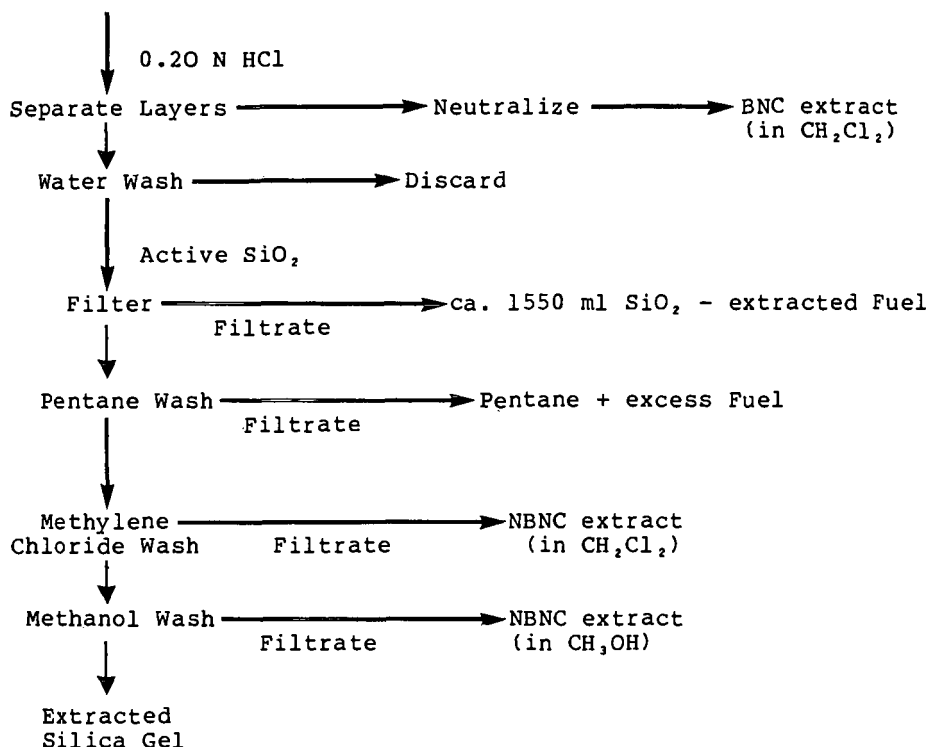 0.20 N HCl
Separate Layers Neutralize BNC extract
(in CH₂Cl₂)
Water Wash Discard
Active SiO₂
Filter ca. 1550 ml SiO₂ - extracted Fuel
Filtrate
Pentane Wash Pentane + excess Fuel
Filtrate
Methylene NBNC extract
Chloride Wash Filtrate (in CH₂Cl₂)
Methanol Wash NBNC extract
Filtrate (in CH₃OH)
Extracted
Silica Gel